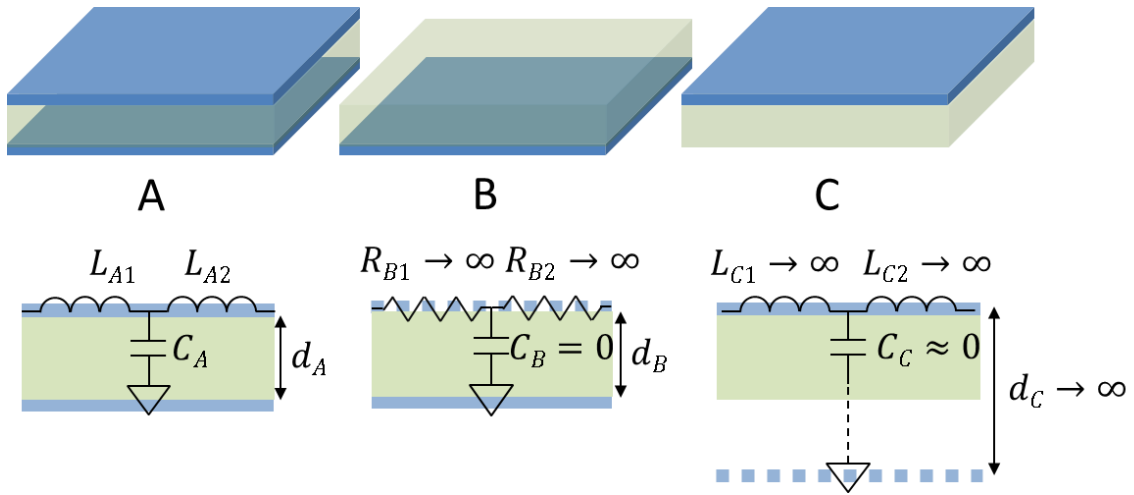 A B C
L_{A1} L_{A2} R_{B1} → ∞ R_{B2} → ∞ L_{C1} → ∞ L_{C2} → ∞
C_A d_A C_B = 0 d_B C_C ≈ 0
d_C → ∞